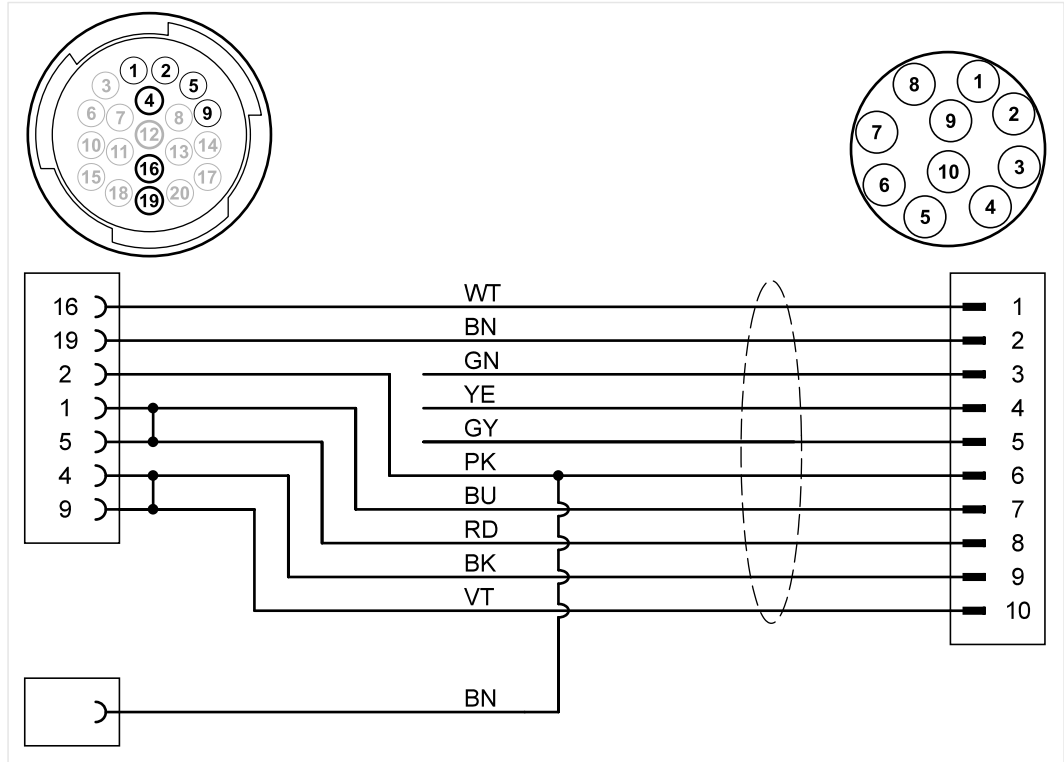 1 2
3 5
4
6 7 8 9
12
10 11 13 14
16
15 17
18 19 20
8 1
9 2
7
10 3
6
5 4
16 WT 1
19 BN 2
2 GN 3
1 YE 4
5 GY 5
4 PK 6
9 BU 7
RD 8
BK 9
VT 10
BN